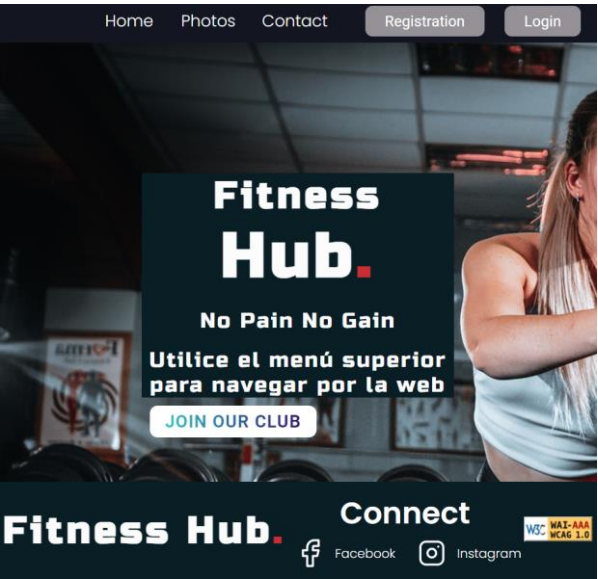 Home Photos Contact Registration Login
Fitness
Hub.
No Pain No Gain
Utilice el menú superior
para navegar por la web
JOIN OUR CLUB
Fitness Hub.
Connect
Facebook Instagram
W3C WAI-AAA
WCAG 1.0